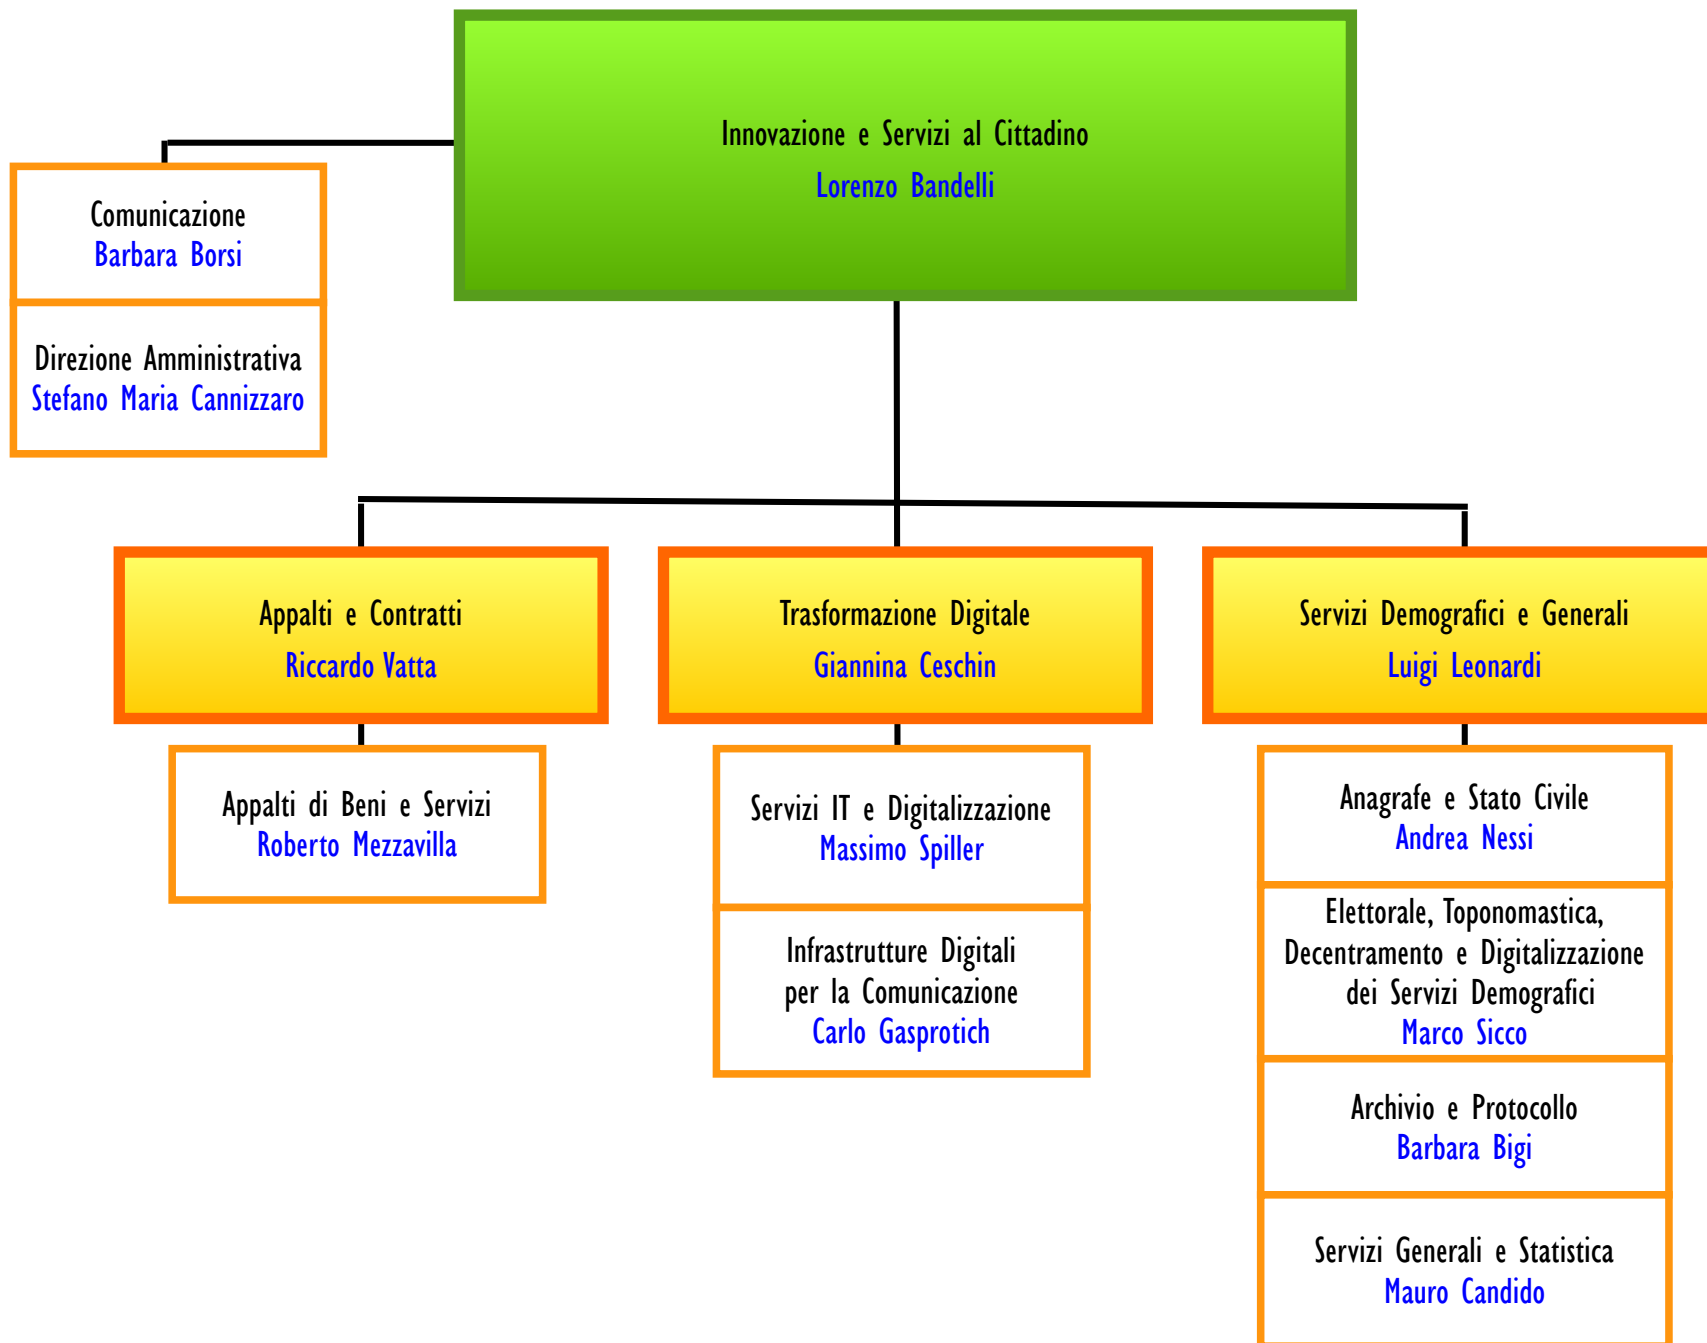 Innovazione e Servizi al Cittadino
Lorenzo Bandelli
Comunicazione
Barbara Borsi
Direzione Amministrativa
Stefano Maria Cannizzaro
Appalti e Contratti
Riccardo Vatta
Trasformazione Digitale
Giannina Ceschin
Servizi Demografici e Generali
Luigi Leonardi
Appalti di Beni e Servizi
Roberto Mezzavilla
Servizi IT e Digitalizzazione
Massimo Spiller
Infrastrutture Digitali
per la Comunicazione
Carlo Gasprotich
Anagrafe e Stato Civile
Andrea Nessi
Elettorale, Toponomastica,
Decentramento e Digitalizzazione
dei Servizi Demografici
Marco Sicco
Archivio e Protocollo
Barbara Bigi
Servizi Generali e Statistica
Mauro Candido